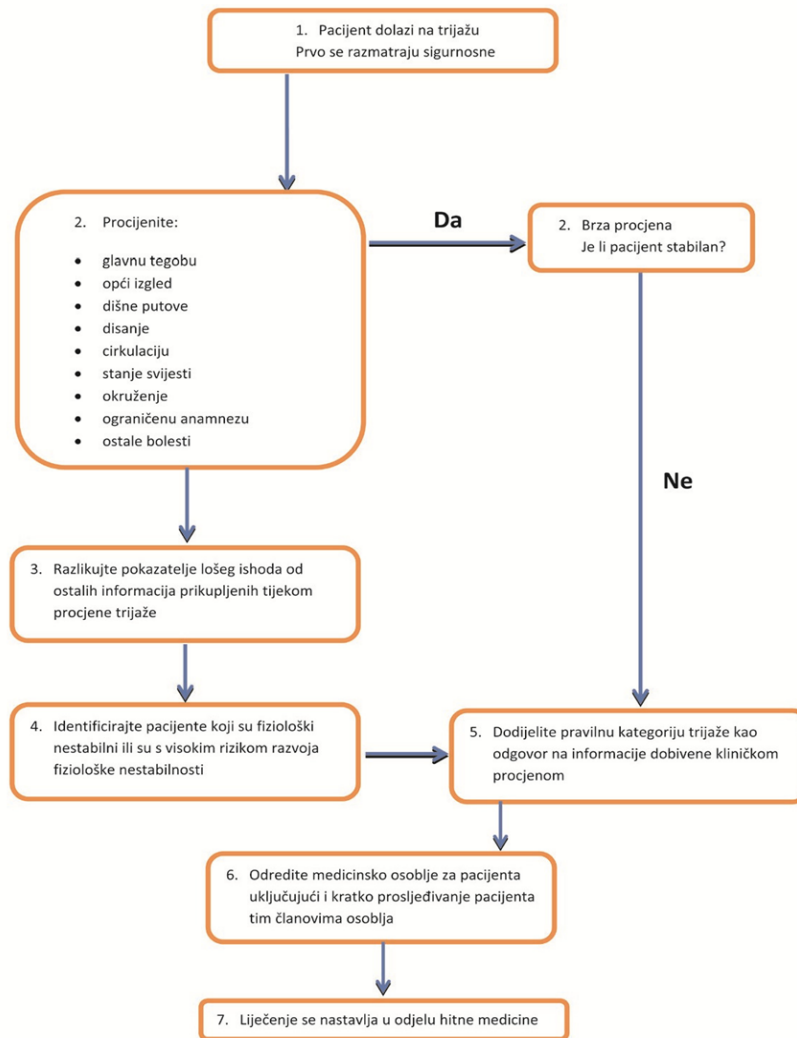 1. Pacijent dolazi na trijažu
Prvo se razmatraju sigurnosne
2. Procijenite:
• glavnu tegobu
• opći izgled
• dišne putove
• disanje
• cirkulaciju
• stanje svijesti
• okruženje
• ograničenu anamnezu
• ostale bolesti
Da
2. Brza procjena
Je li pacijent stabilan?
Ne
3. Razlikujte pokazatelje lošeg ishoda od
ostalih informacija prikupljenih tijekom
procjene trijaže
4. Identificirajte pacijente koji su fiziološki
nestabilni ili su s visokim rizikom razvoja
fiziološke nestabilnosti
5. Dodijelite pravilnu kategoriju trijaže kao
odgovor na informacije dobivene kliničkom
procjenom
6. Odredite medicinsko osoblje za pacijenta
uključujući i kratko prosljeđivanje pacijenta
tim članovima osoblja
7. Liječenje se nastavlja u odjelu hitne medicine